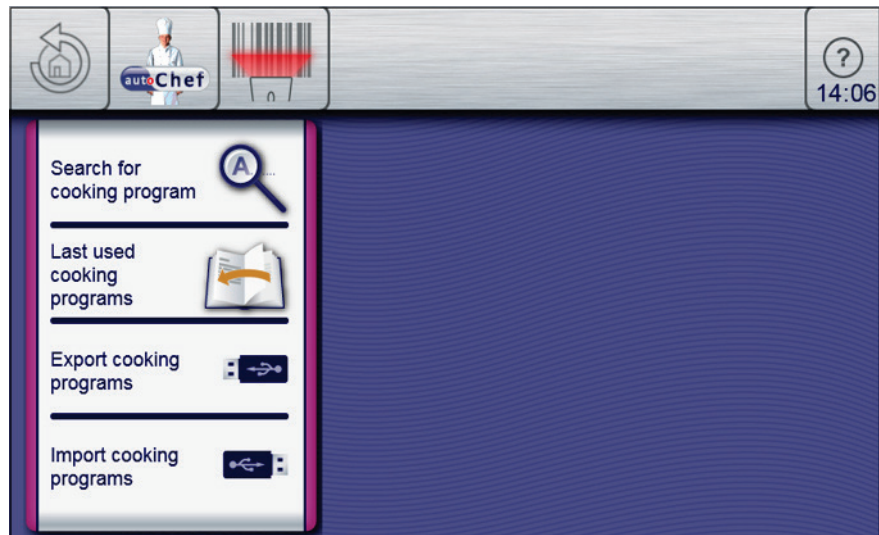 autoChef
?
14:06
Search for
cooking program
A....
Last used
cooking
programs
Export cooking
programs
Import cooking
programs